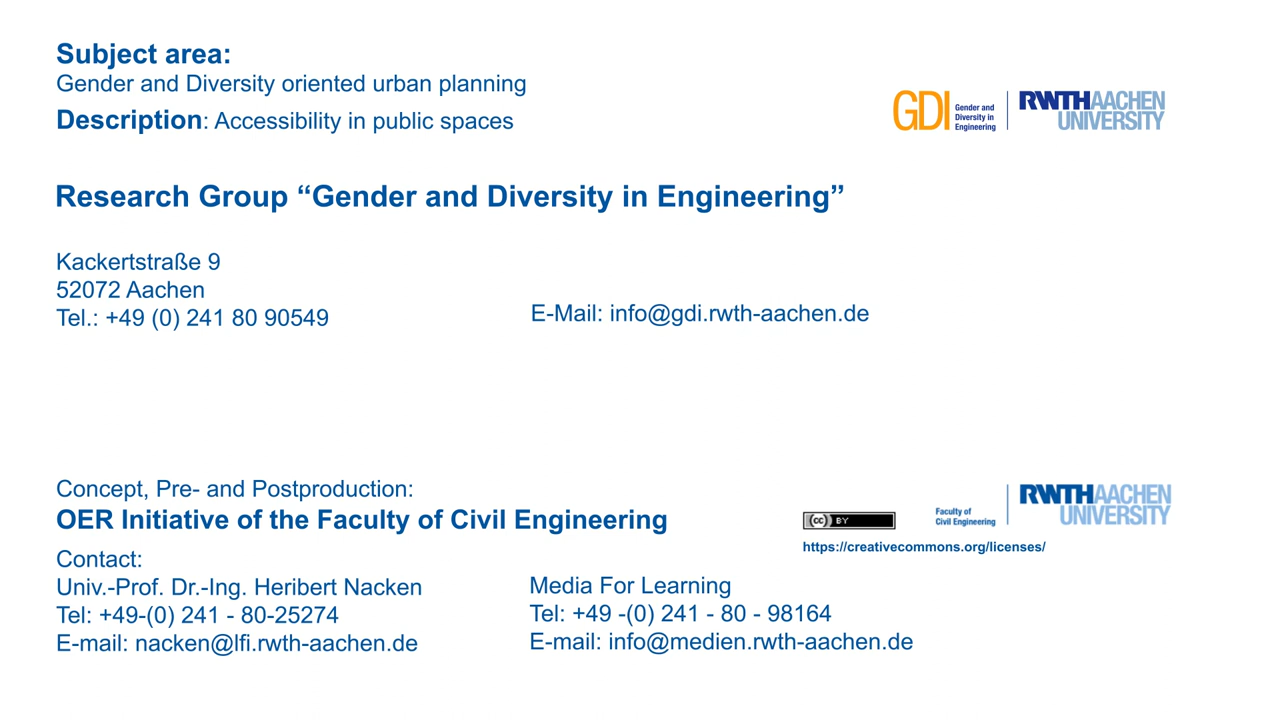 Subject area:
Gender and Diversity oriented urban planning
Description: Accessibility in public spaces
GDI Gender and
Diversity in
Engineering
RWTHAACHEN
UNIVERSITY
Research Group “Gender and Diversity in Engineering”
Kackertstraße 9
52072 Aachen
Tel.: +49 (0) 241 80 90549
E-Mail: info@gdi.rwth-aachen.de
Concept, Pre- and Postproduction:
OER Initiative of the Faculty of Civil Engineering
Contact:
Univ.-Prof. Dr.-Ing. Heribert Nacken
Tel: +49-(0) 241 - 80-25274
E-mail: nacken@lfi.rwth-aachen.de
Media For Learning
Tel: +49 -(0) 241 - 80 - 98164
E-mail: info@medien.rwth-aachen.de
cc BY
https://creativecommons.org/licenses/
Faculty of
Civil Engineering
RWTHAACHEN
UNIVERSITY